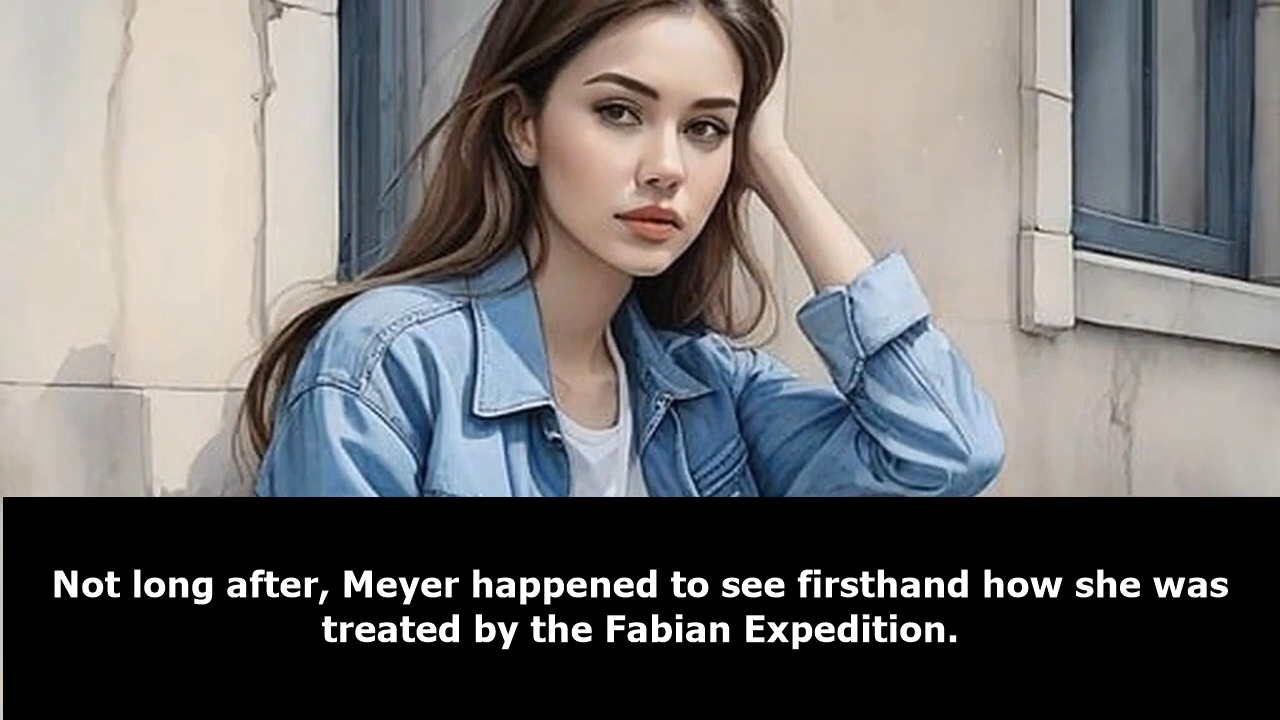 Not long after, Meyer happened to see firsthand how she was
treated by the Fabian Expedition.